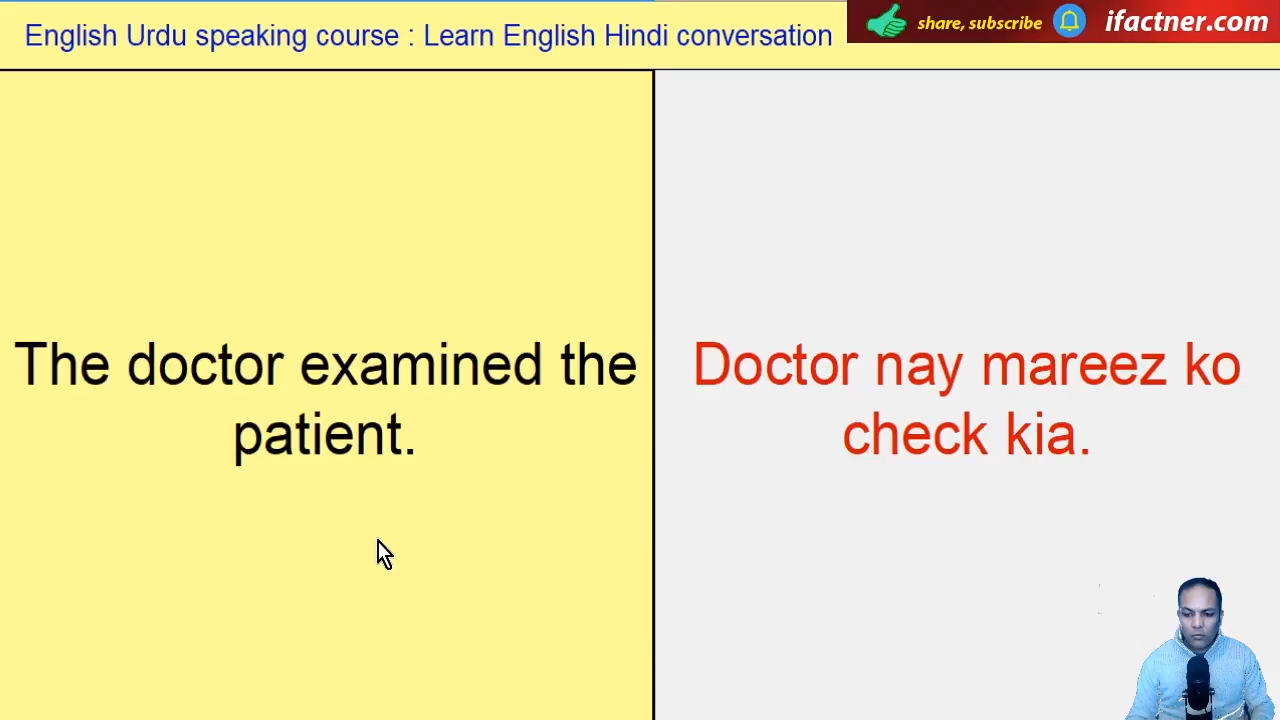 English Urdu speaking course : Learn English Hindi conversation
share, subscribe
ifactner.com
The doctor examined the
patient.
Doctor nay mareez ko
check kia.